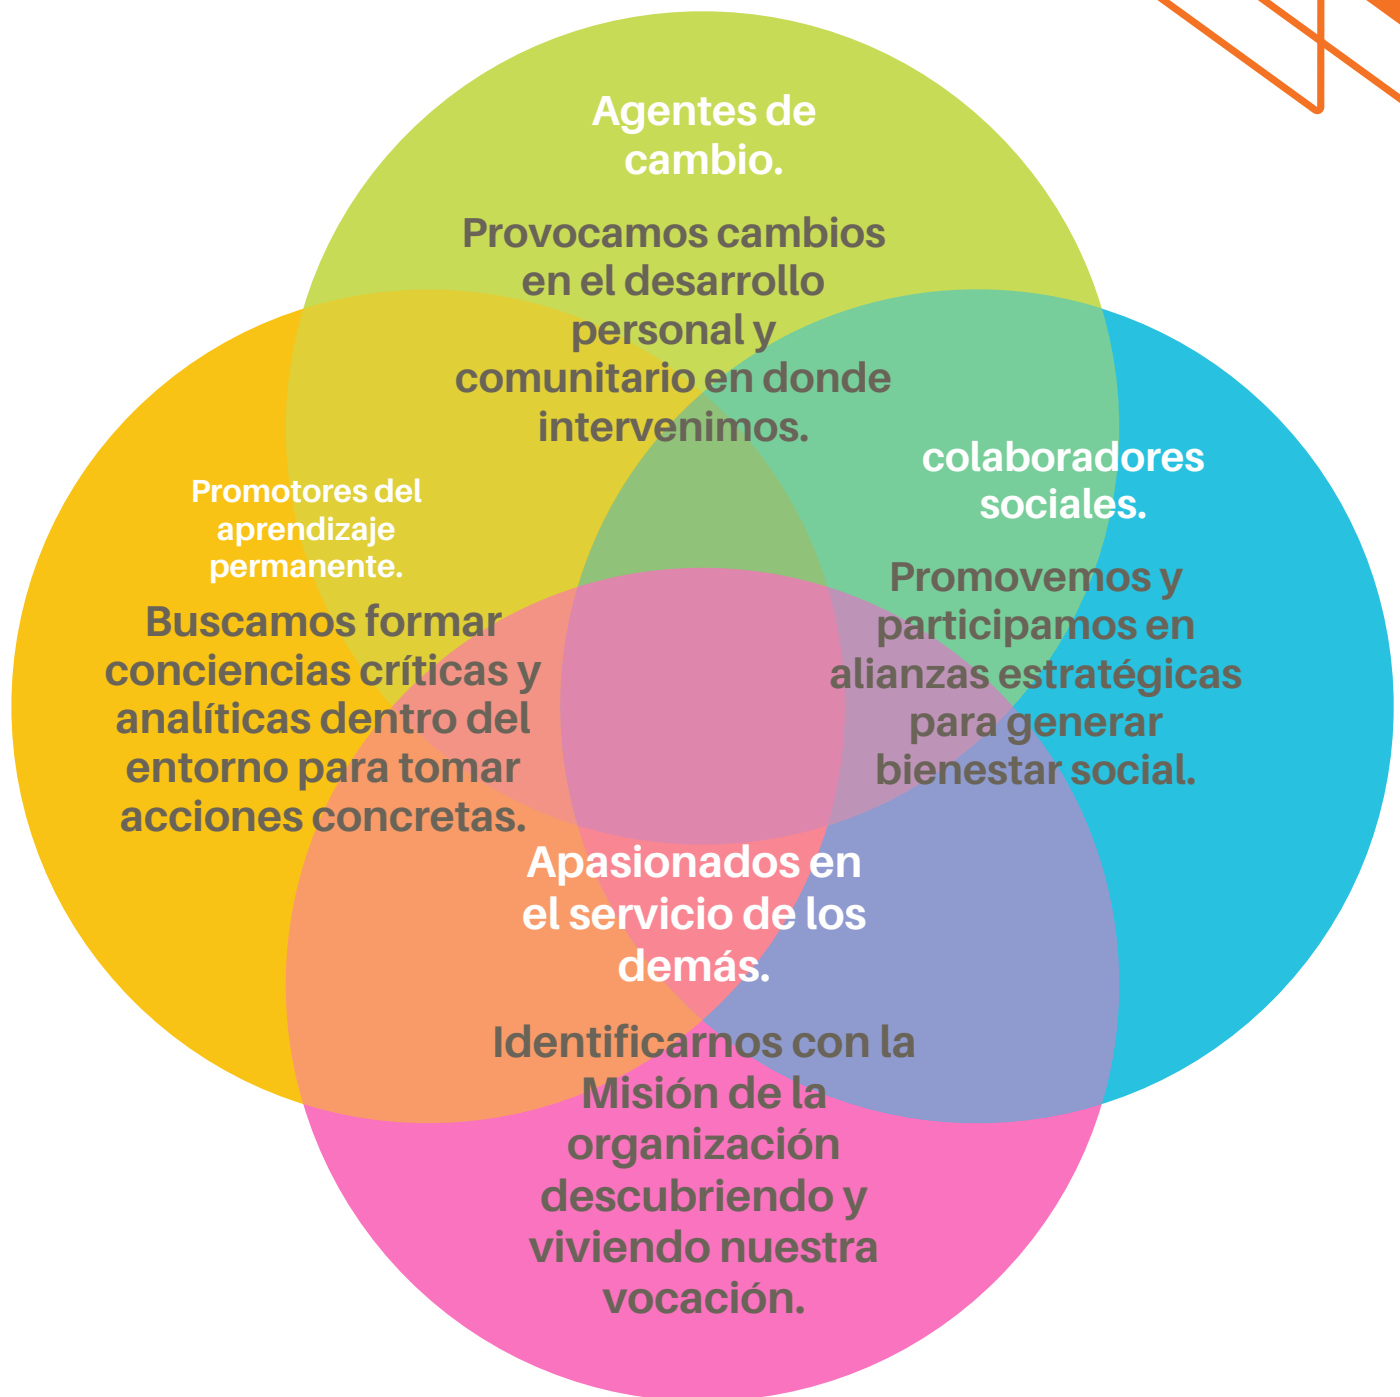 Agentes de
cambio.
Provocamos cambios
en el desarrollo
personal y
comunitario en donde
intervenimos.
Promotores del
aprendizaje
permanente.
Buscamos formar
conciencias críticas y
analíticas dentro del
entorno para tomar
acciones concretas.
colaboradores
sociales.
Promovemos y
participamos en
alianzas estratégicas
para generar
bienestar social.
Apasionados en
el servicio de los
demás.
Identificarnos con la
Misión de la
organización
descubriendo y
viviendo nuestra
vocación.